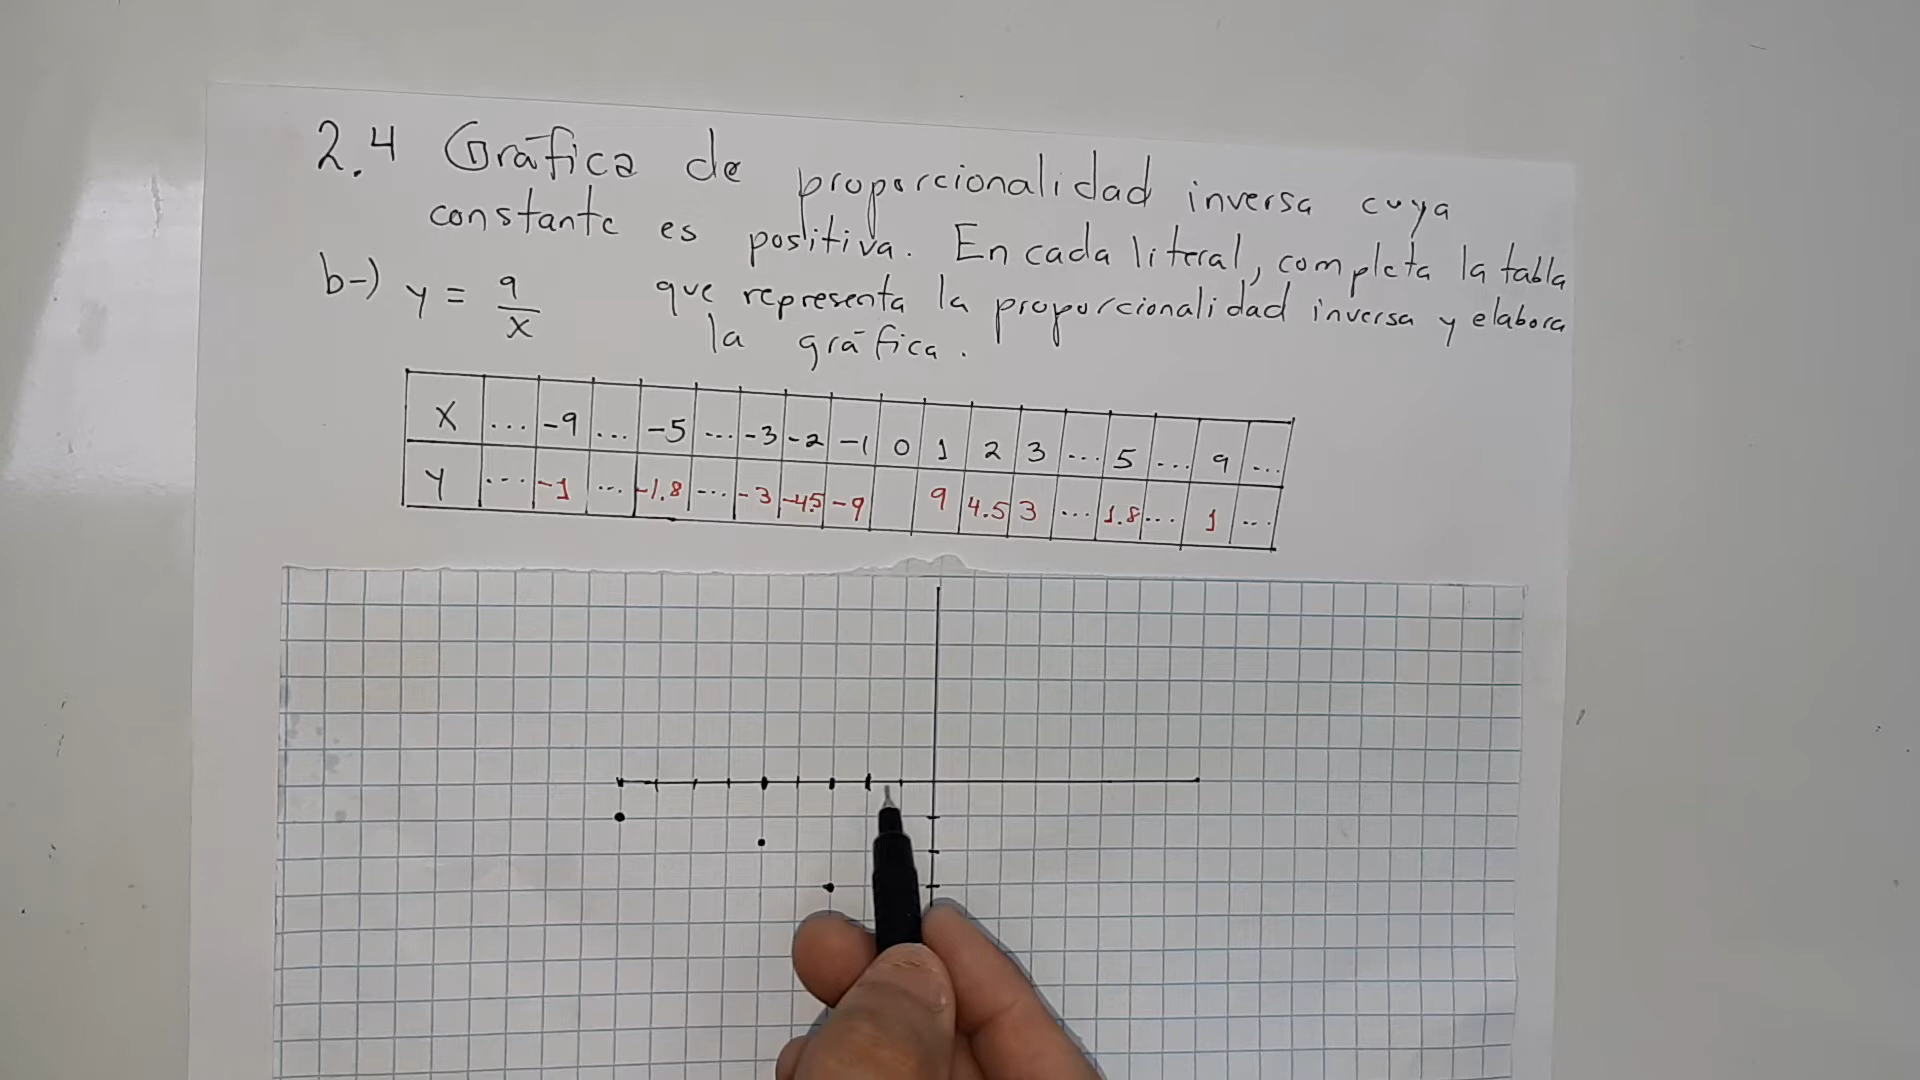 2.4 Gráfica de proporcionalidad inversa cuya
constante es positiva. En cada literal, completa la tabla
b-) y = 9/x que representa la proporcionalidad inversa y elabora
la gráfica.
X ... -9 ... -5 ... -3 -2 -1 0 1 2 3 ... 5 ... 9 ...
Y ... -1 ... -1.8 ... -3 -4.5 -9 9 4.5 3 ... 1.8 ... 1 ...